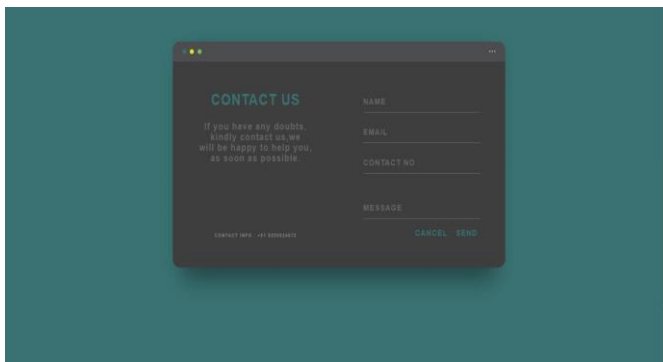 CONTACT US
If you have any doubts,
kindly contact us,we
will be happy to help you,
as soon as possible.
CONTACT INFO
NAME
EMAIL
CONTACT NO
MESSAGE
CANCEL SEND